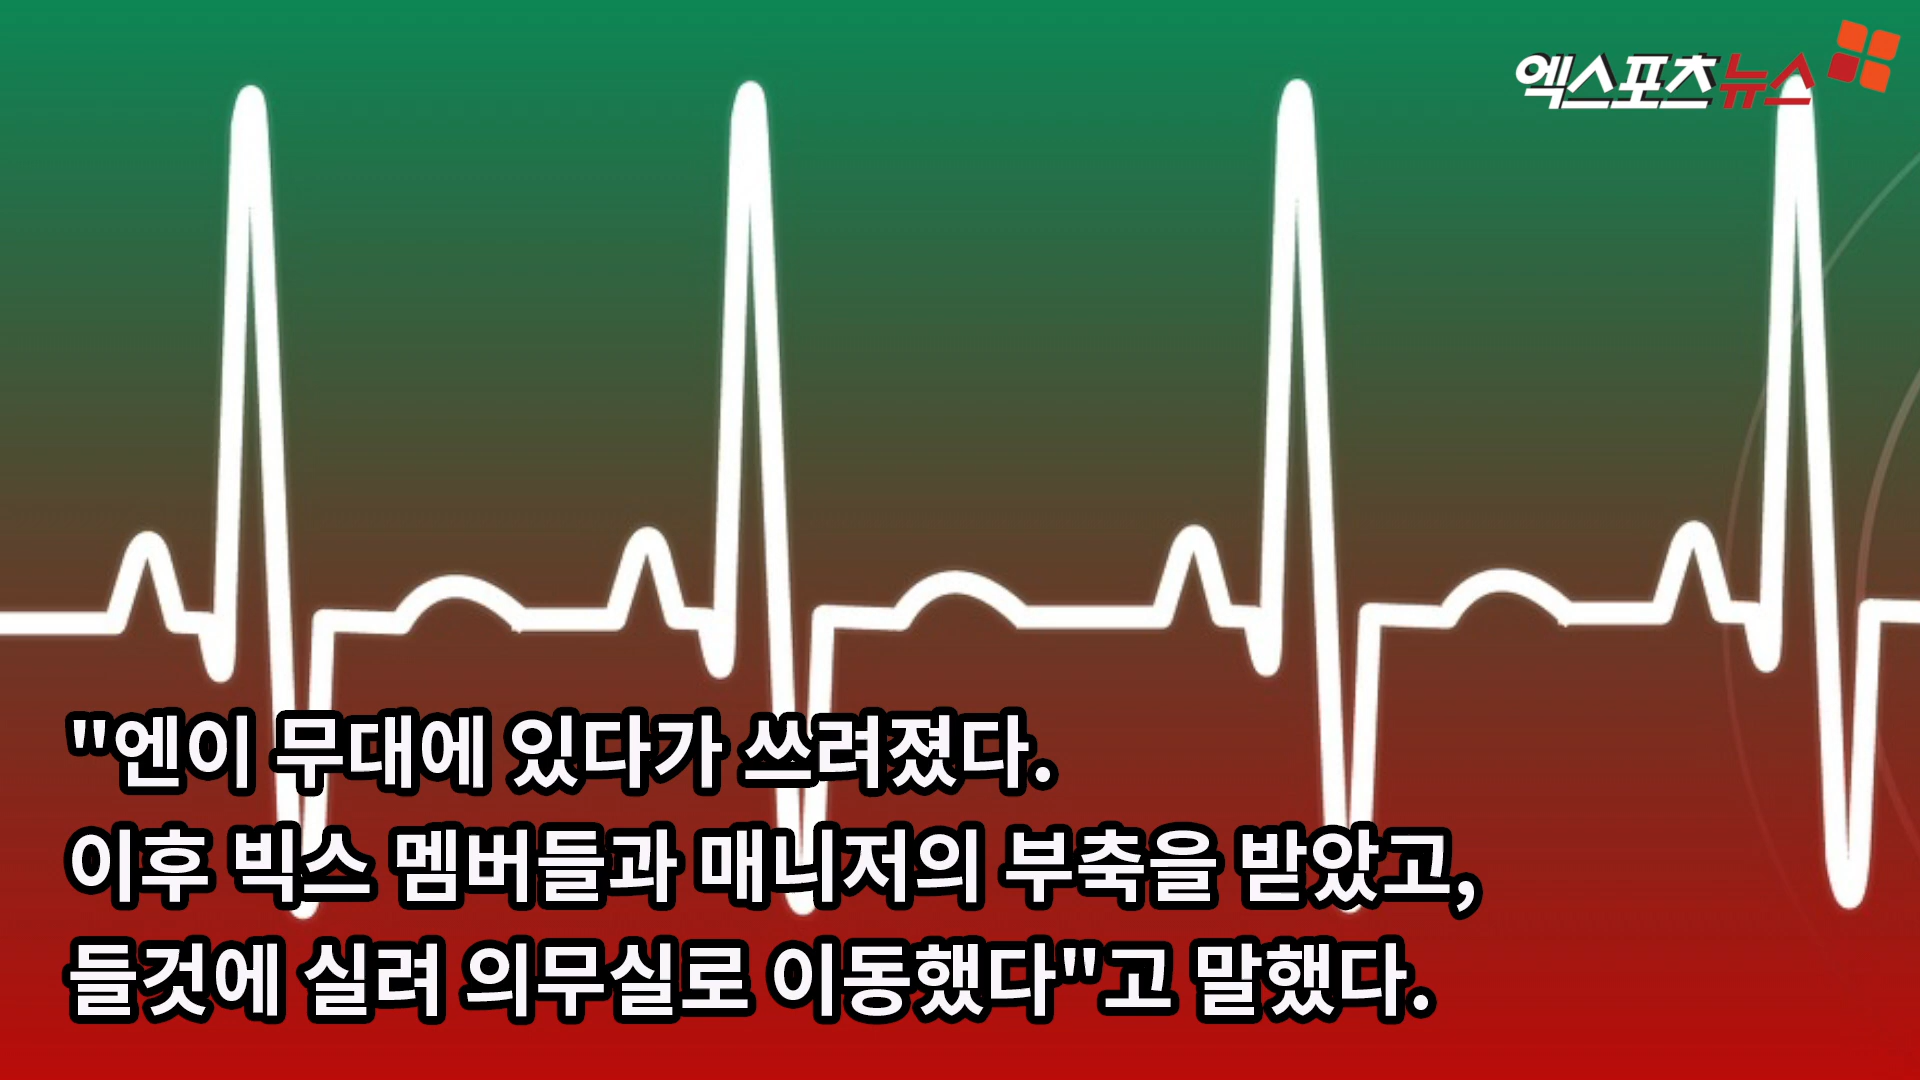 엑스포츠뉴스
"엔이 무대에 있다가 쓰려졌다.
이후 빅스 멤버들과 매니저의 부축을 받았고,
들것에 실려 의무실로 이동했다"고 말했다.